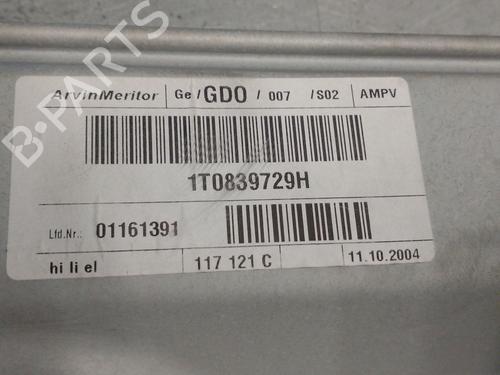 B-PARTS
ArvinMeritor Ge/GDO/007 /S02 AMPV
1T0839729H
Lfd.Nr.: 01161391
hi li el 117 121 C 11.10.2004